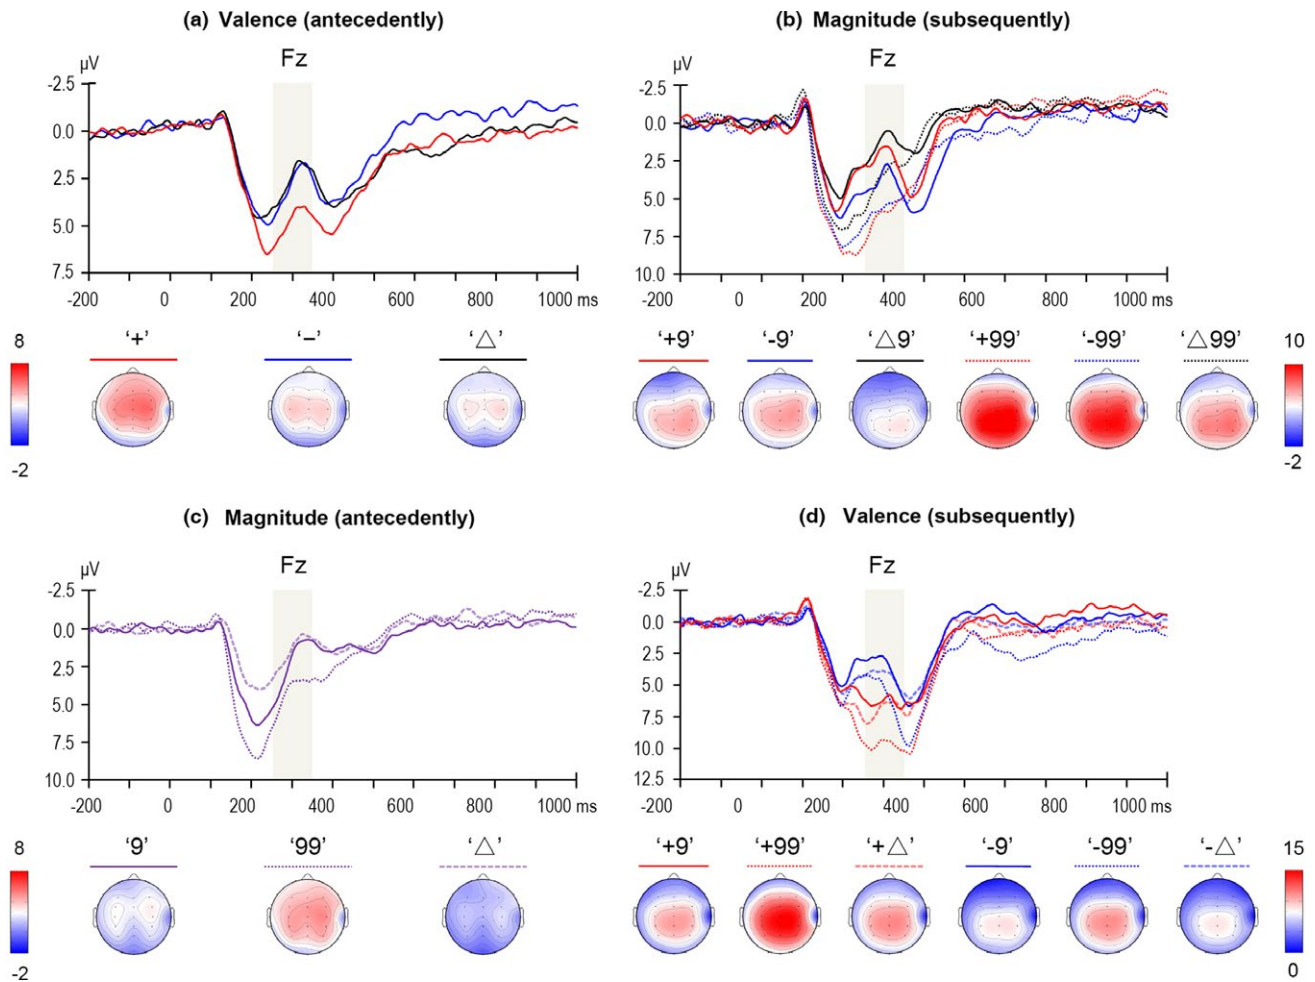 (a) Valence (antecedently)
Fz
µV
-2.5
0.0
2.5
5.0
7.5
-200 0 200 400 600 800 1000 ms
8
-2
‘+’ ‘−’ ‘△’
(b) Magnitude (subsequently)
Fz
µV
-2.5
0.0
2.5
5.0
7.5
10.0
-200 0 200 400 600 800 1000 ms
‘+9’ ‘-9’ ‘△9’ ‘+99’ ‘-99’ ‘△99’
10
-2
(c) Magnitude (antecedently)
Fz
µV
-2.5
0.0
2.5
5.0
7.5
10.0
-200 0 200 400 600 800 1000 ms
8
-2
‘9’ ‘99’ ‘△’
(d) Valence (subsequently)
Fz
µV
-2.5
0.0
2.5
5.0
7.5
10.0
12.5
-200 0 200 400 600 800 1000 ms
‘+9’ ‘+99’ ‘+△’ ‘-9’ ‘-99’ ‘-△’
15
0